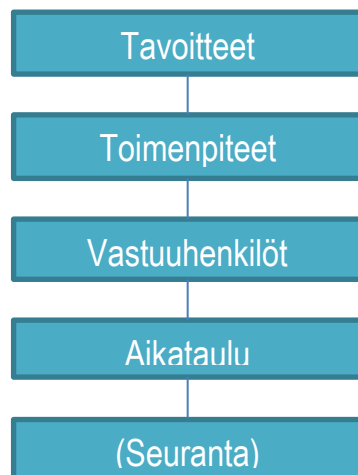 Tavoitteet
Toimenpiteet
Vastuuhenkilöt
Aikataulu
(Seuranta)